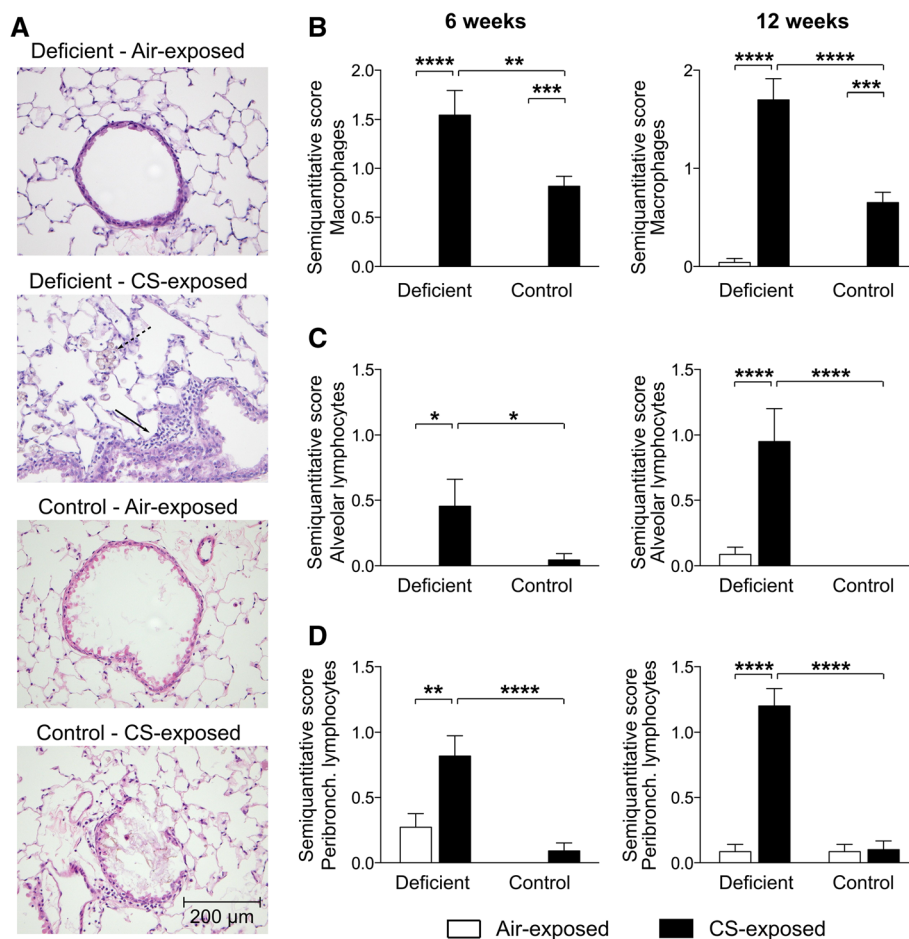 A
Deficient - Air-exposed
Deficient - CS-exposed
Control - Air-exposed
Control - CS-exposed
200 µm
B
6 weeks
12 weeks
Semiquantitative score
Macrophages
2.0
1.5
1.0
0.5
0
****
**
***
Deficient
Control
Semiquantitative score
Macrophages
2
1
0
****
****
***
Deficient
Control
C
Semiquantitative score
Alveolar lymphocytes
1.5
1.0
0.5
0.0
*
*
Deficient
Control
Semiquantitative score
Alveolar lymphocytes
1.5
1.0
0.5
0.0
****
****
Deficient
Control
D
Semiquantitative score
Peribronch. lymphocytes
1.5
1.0
0.5
0.0
**
****
Deficient
Control
Semiquantitative score
Peribronch. lymphocytes
1.5
1.0
0.5
0.0
****
****
Deficient
Control
Air-exposed
CS-exposed